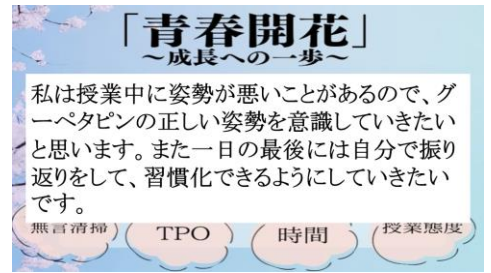 「青春開花」
～成長への一歩～
私は授業中に姿勢が悪いことがあるので、グ
ーペタピンの正しい姿勢を意識していきたい
と思います。また一日の最後には自分で振り
返りをして、習慣化できるようにしていきたい
です。
無言清掃
TPO
時間
授業態度